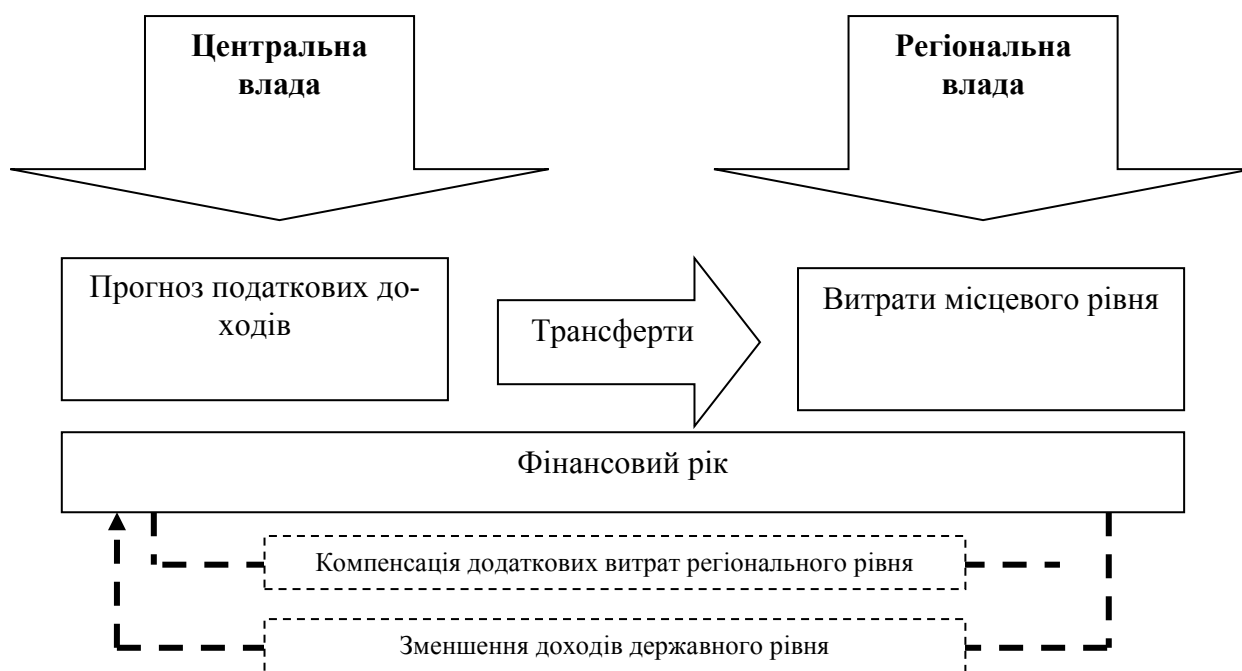 Центральна
влада
Регіональна
влада
Прогноз податкових до-
ходів
Трансферти
Витрати місцевого рівня
Фінансовий рік
Компенсація додаткових витрат регіонального рівня
Зменшення доходів державного рівня